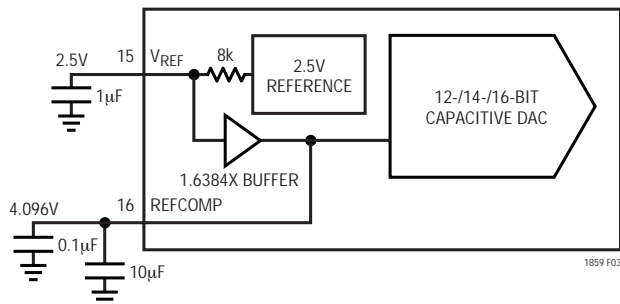 2.5V
15
VREF
8k
2.5V
REFERENCE
12-/14-/16-BIT
CAPACITIVE DAC
1µF
1.6384X BUFFER
4.096V
16
REFCOMP
0.1µF
10µF
1859 F03